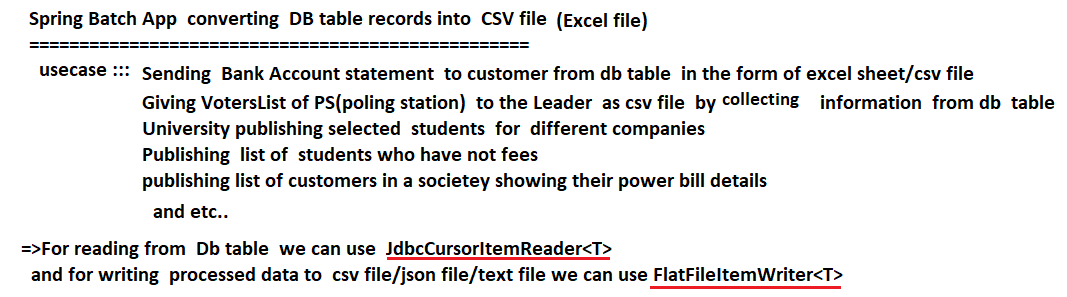 Spring Batch App converting DB table records into CSV file (Excel file)
==================================================
usecase ::: Sending Bank Account statement to customer from db table in the form of excel sheet/csv file
Giving VotersList of PS(poling station) to the Leader as csv file by collecting information from db table
University publishing selected students for different companies
Publishing list of students who have not fees
publishing list of customers in a societey showing their power bill details
and etc..
=>For reading from Db table we can use JdbcCursorItemReader<T>
and for writing processed data to csv file/json file/text file we can use FlatFileItemWriter<T>